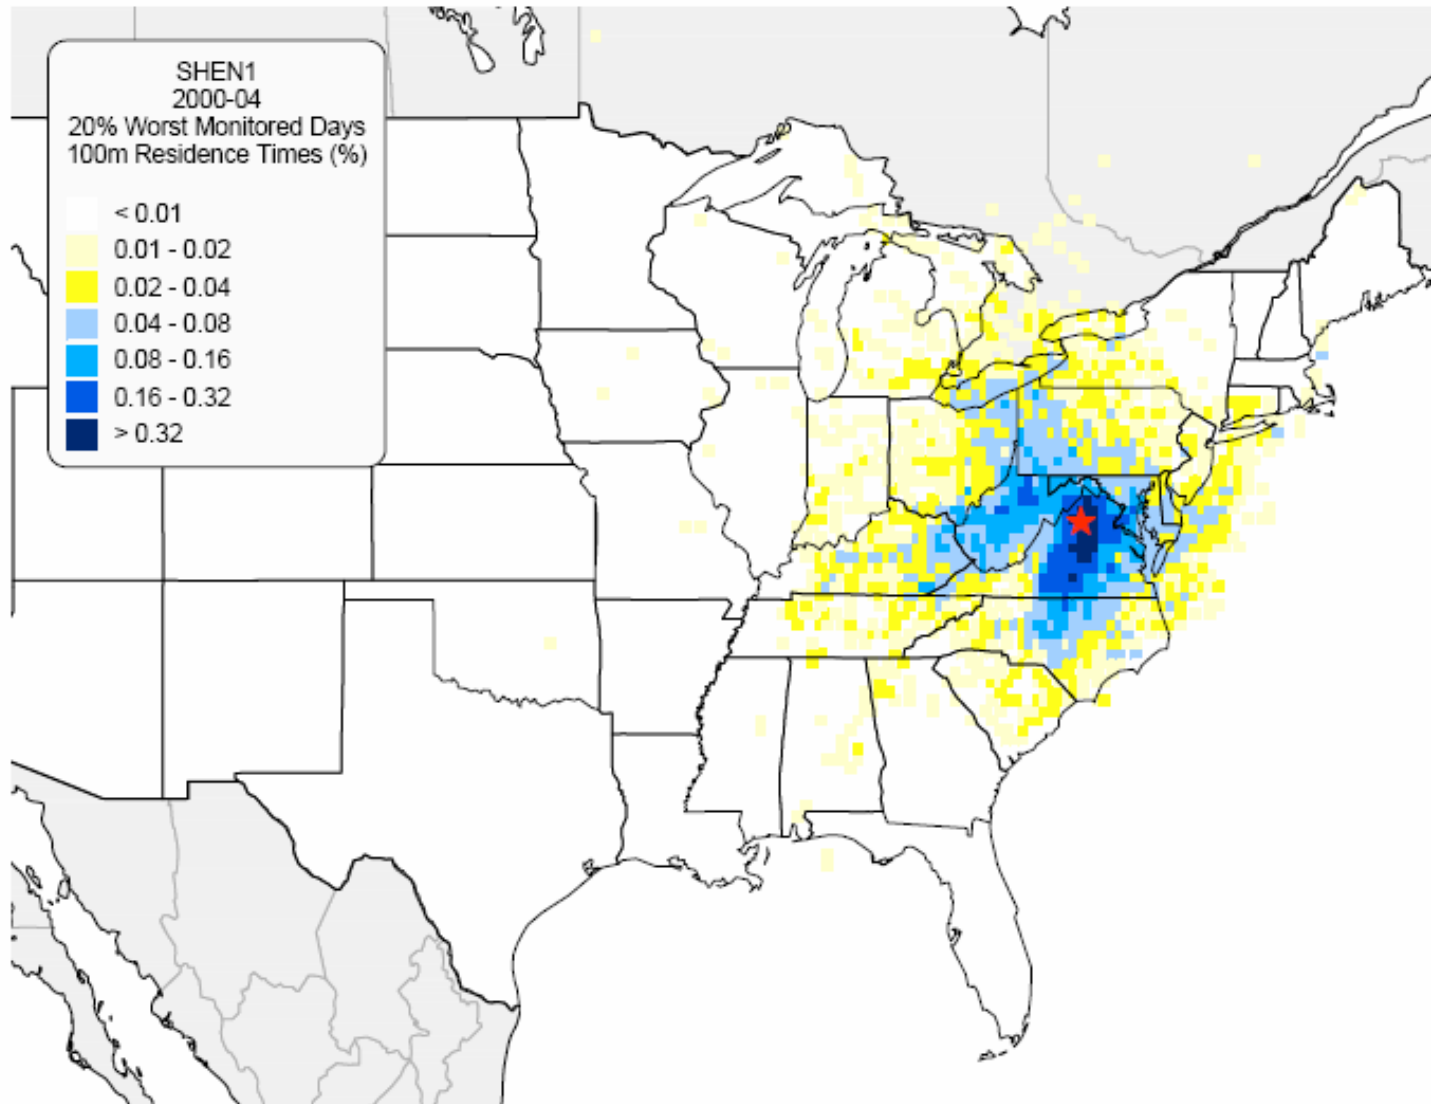 SHEN1
2000-04
20% Worst Monitored Days
100m Residence Times (%)
< 0.01
0.01 - 0.02
0.02 - 0.04
0.04 - 0.08
0.08 - 0.16
0.16 - 0.32
> 0.32